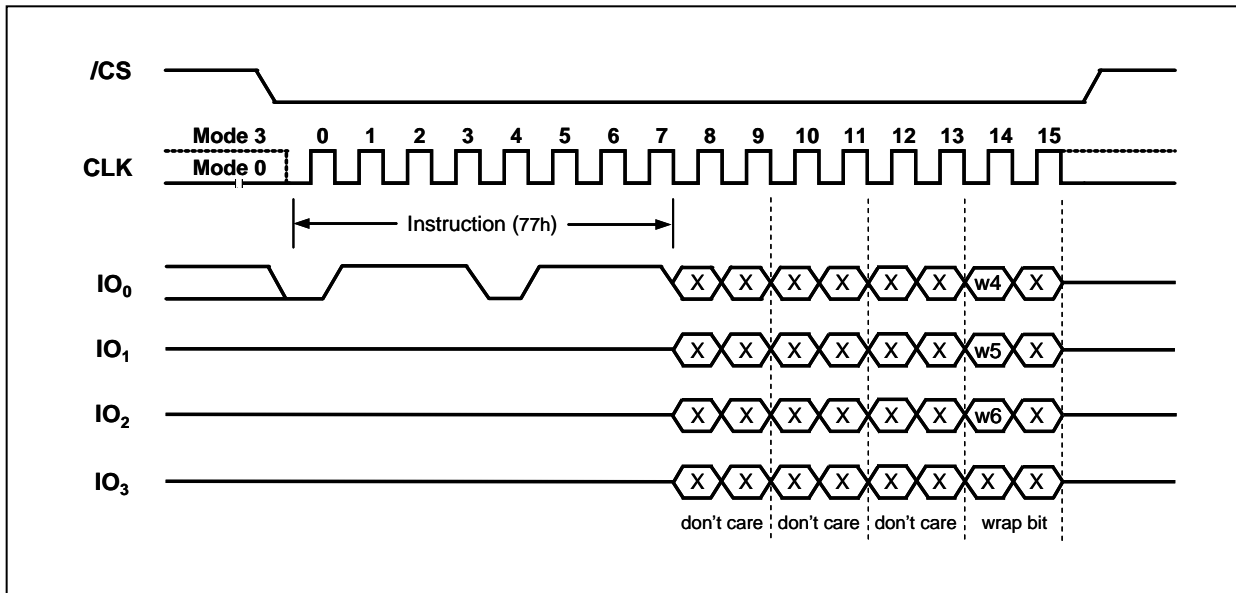 /CS
Mode 3 0 1 2 3 4 5 6 7 8 9 10 11 12 13 14 15
CLK Mode 0
Instruction (77h)
IO₀ X X X X X X w4 X
IO₁ X X X X X X w5 X
IO₂ X X X X X X w6 X
IO₃ X X X X X X X X
don't care don't care don't care wrap bit